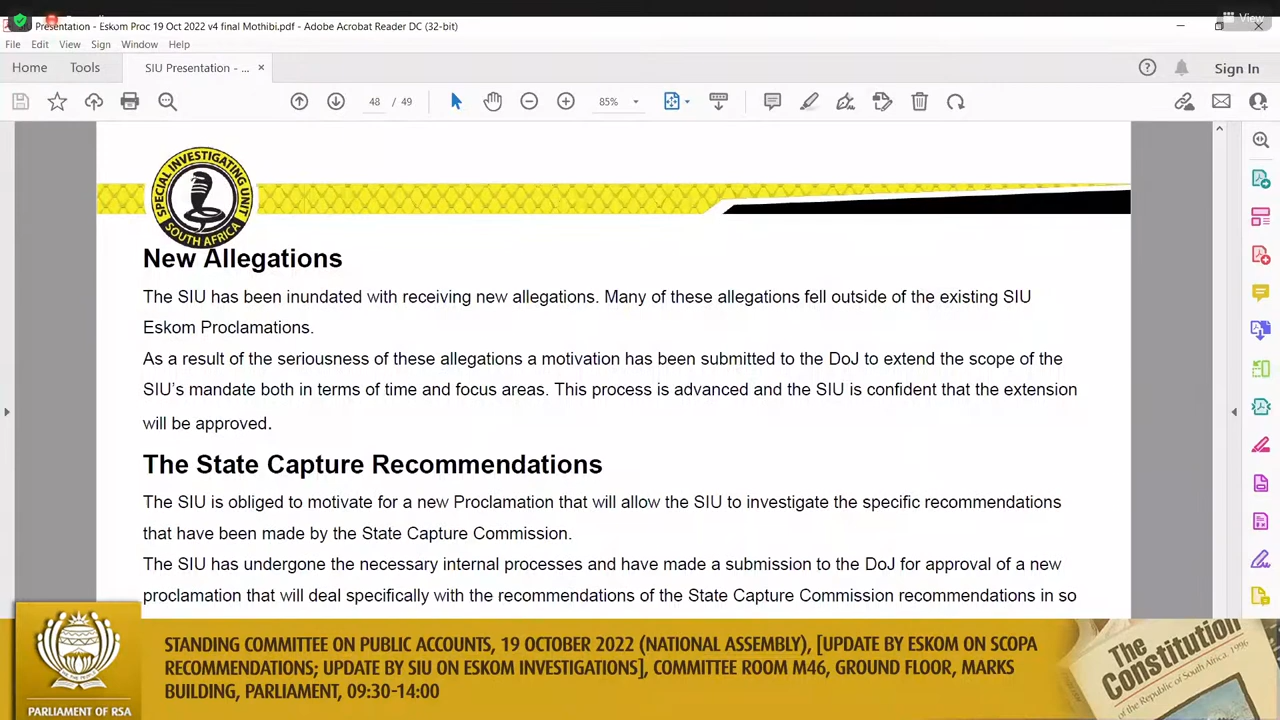 Presentation - Eskom Proc 19 Oct 2022 v4 final Mothibi.pdf - Adobe Acrobat Reader DC (32-bit)
View
File Edit View Sign Window Help
Home Tools SIU Presentation - ... × Sign In
48 / 49 85%
SPECIAL INVESTIGATING UNIT
SOUTH AFRICA
New Allegations
The SIU has been inundated with receiving new allegations. Many of these allegations fell outside of the existing SIU
Eskom Proclamations.
As a result of the seriousness of these allegations a motivation has been submitted to the DoJ to extend the scope of the
SIU's mandate both in terms of time and focus areas. This process is advanced and the SIU is confident that the extension
will be approved.
The State Capture Recommendations
The SIU is obliged to motivate for a new Proclamation that will allow the SIU to investigate the specific recommendations
that have been made by the State Capture Commission.
The SIU has undergone the necessary internal processes and have made a submission to the DoJ for approval of a new
proclamation that will deal specifically with the recommendations of the State Capture Commission recommendations in so
STANDING COMMITTEE ON PUBLIC ACCOUNTS, 19 OCTOBER 2022 (NATIONAL ASSEMBLY), [UPDATE BY ESKOM ON SCOPA
RECOMMENDATIONS; UPDATE BY SIU ON ESKOM INVESTIGATIONS], COMMITTEE ROOM M46, GROUND FLOOR, MARKS
BUILDING, PARLIAMENT, 09:30-14:00
PARLIAMENT OF RSA
The
Constitution
of the Republic of South Africa, 1996